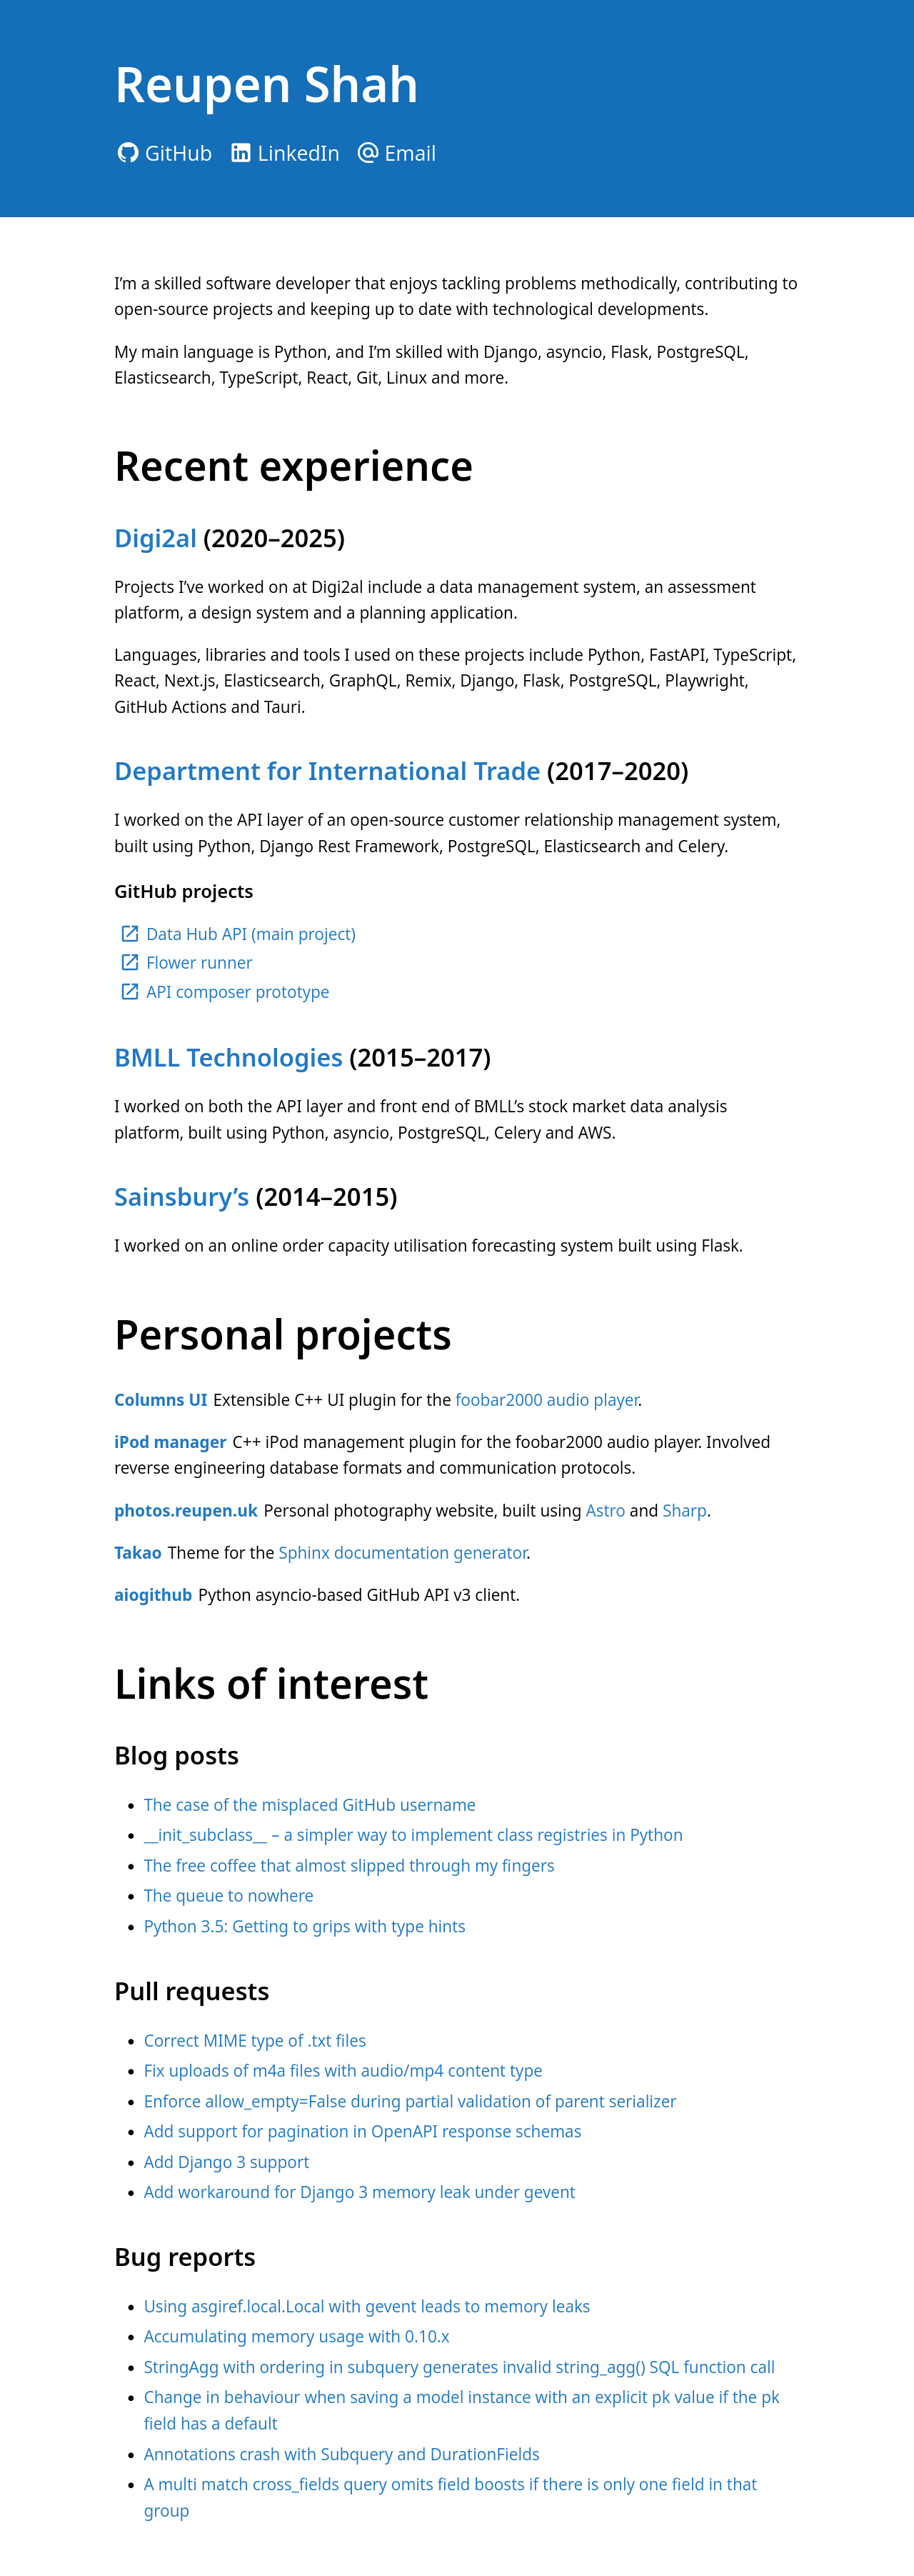 Reupen Shah
GitHub LinkedIn Email
I’m a skilled software developer that enjoys tackling problems methodically, contributing to
open-source projects and keeping up to date with technological developments.
My main language is Python, and I’m skilled with Django, asyncio, Flask, PostgreSQL,
Elasticsearch, TypeScript, React, Git, Linux and more.
Recent experience
Digi2al (2020–2025)
Projects I’ve worked on at Digi2al include a data management system, an assessment
platform, a design system and a planning application.
Languages, libraries and tools I used on these projects include Python, FastAPI, TypeScript,
React, Next.js, Elasticsearch, GraphQL, Remix, Django, Flask, PostgreSQL, Playwright,
GitHub Actions and Tauri.
Department for International Trade (2017–2020)
I worked on the API layer of an open-source customer relationship management system,
built using Python, Django Rest Framework, PostgreSQL, Elasticsearch and Celery.
GitHub projects
Data Hub API (main project)
Flower runner
API composer prototype
BMLL Technologies (2015–2017)
I worked on both the API layer and front end of BMLL’s stock market data analysis
platform, built using Python, asyncio, PostgreSQL, Celery and AWS.
Sainsbury’s (2014–2015)
I worked on an online order capacity utilisation forecasting system built using Flask.
Personal projects
Columns UI Extensible C++ UI plugin for the foobar2000 audio player.
iPod manager C++ iPod management plugin for the foobar2000 audio player. Involved
reverse engineering database formats and communication protocols.
photos.reupen.uk Personal photography website, built using Astro and Sharp.
Takao Theme for the Sphinx documentation generator.
aiogithub Python asyncio-based GitHub API v3 client.
Links of interest
Blog posts
• The case of the misplaced GitHub username
• __init_subclass__ – a simpler way to implement class registries in Python
• The free coffee that almost slipped through my fingers
• The queue to nowhere
• Python 3.5: Getting to grips with type hints
Pull requests
• Correct MIME type of .txt files
• Fix uploads of m4a files with audio/mp4 content type
• Enforce allow_empty=False during partial validation of parent serializer
• Add support for pagination in OpenAPI response schemas
• Add Django 3 support
• Add workaround for Django 3 memory leak under gevent
Bug reports
• Using asgiref.local.Local with gevent leads to memory leaks
• Accumulating memory usage with 0.10.x
• StringAgg with ordering in subquery generates invalid string_agg() SQL function call
• Change in behaviour when saving a model instance with an explicit pk value if the pk
field has a default
• Annotations crash with Subquery and DurationFields
• A multi match cross_fields query omits field boosts if there is only one field in that
group